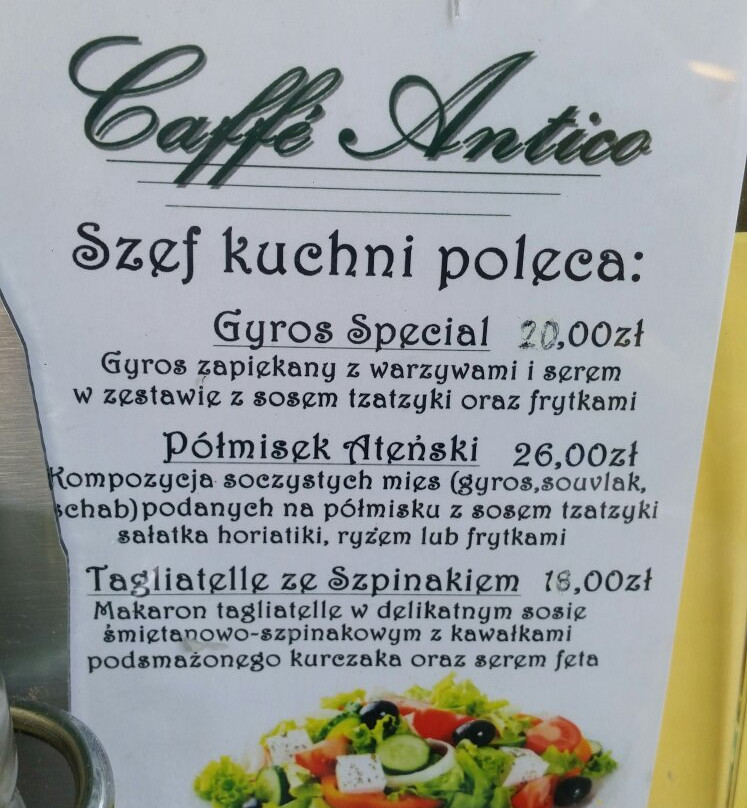 Caffé Antico
Szef kuchni poleca:
Gyros Special 20,00zł
Gyros zapiekany z warzywami i serem
w zestawie z sosem tzatzyki oraz frytkami
Półmisek Ateński 26,00zł
Kompozycja soczystych mięs (gyros,souvlak,
schab)podanych na półmisku z sosem tzatzyki
sałatka horiatiki, ryżem lub frytkami
Tagliatelle ze Szpinakiem 18,00zł
Makaron tagliatelle w delikatnym sosie
śmietanowo-szpinakowym z kawałkami
podsmażonego kurczaka oraz serem feta